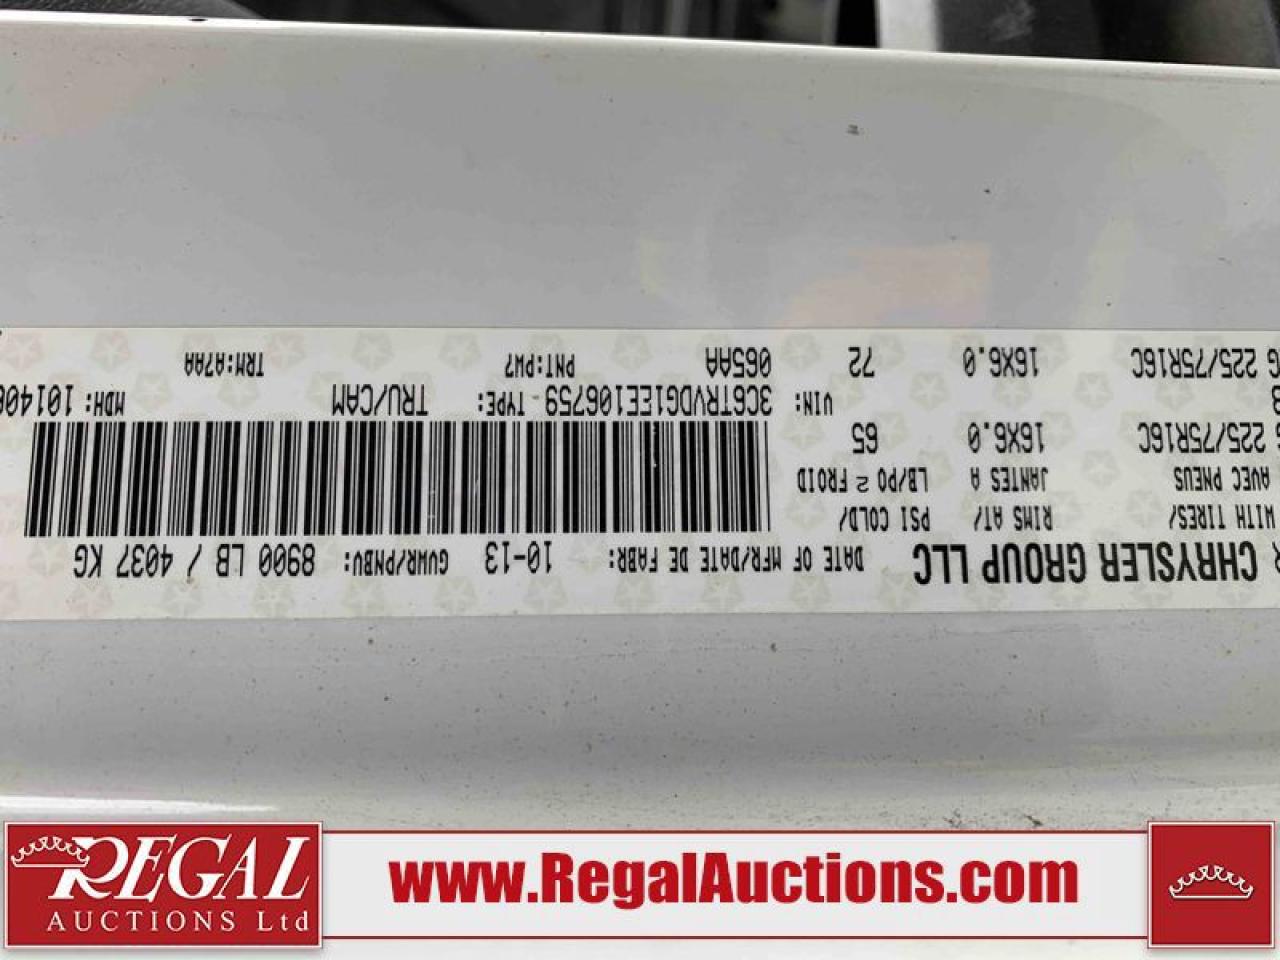 CHRYSLER GROUP LLC DATE OF MFR/DATE DE FABR: 10-13 GVWR/PNBV: 8900 LB / 4037 KG
WITH TIRES/ RIMS AT/ PSI COLD/
AVEC PNEUS JANTES A LB/PO 2 FROID
225/75R16C 16X6.0 65
VIN: 3C6TRVDG1EE106759 TYPE: TRU/CAM MDH: 101406
225/75R16C 16X6.0 72 065AA PNT:PW7 TRM:A7AA
REGAL
AUCTIONS Ltd
www.RegalAuctions.com